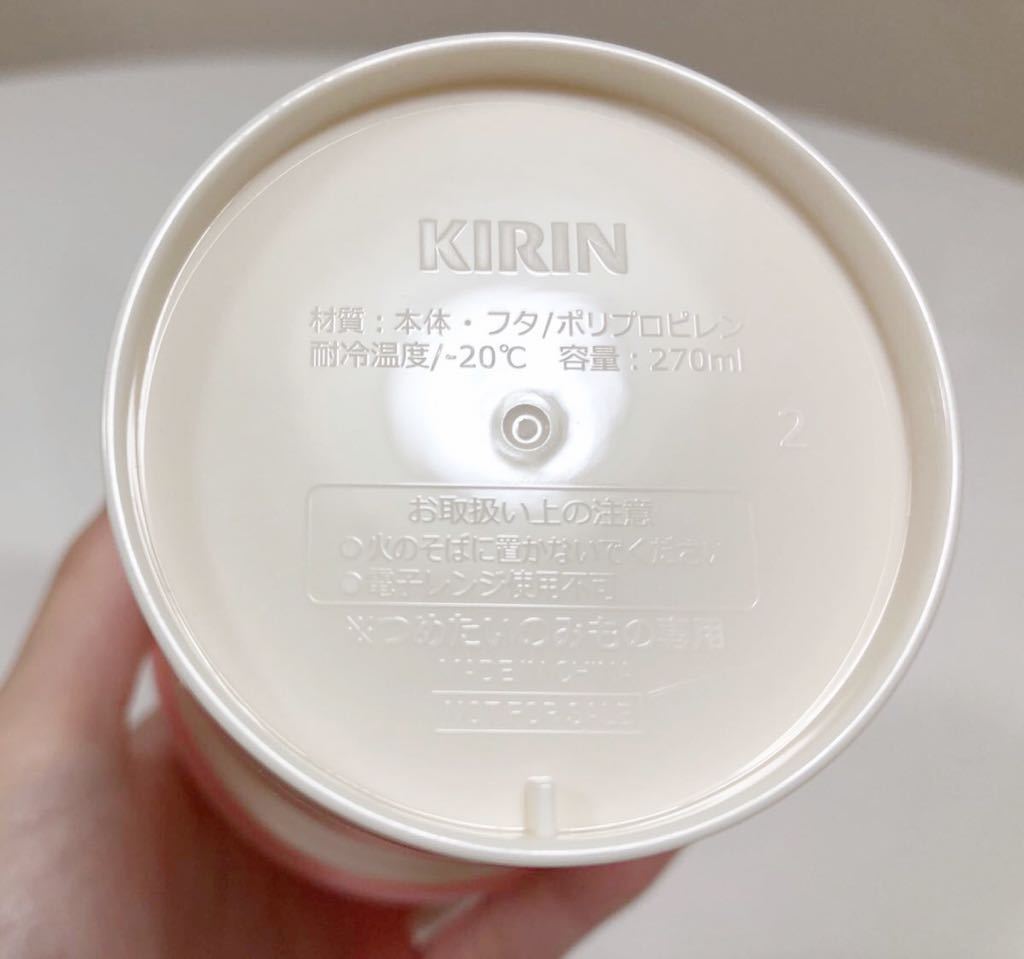 KIRIN
材質：本体・フタ/ポリプロピレン
耐冷温度/-20℃　容量：270ml
2
お取扱い上の注意
○火のそばに置かないでください
●電子レンジ使用不可
※つめたいのみもの専用
MADE IN CHINA
NOT FOR SALE